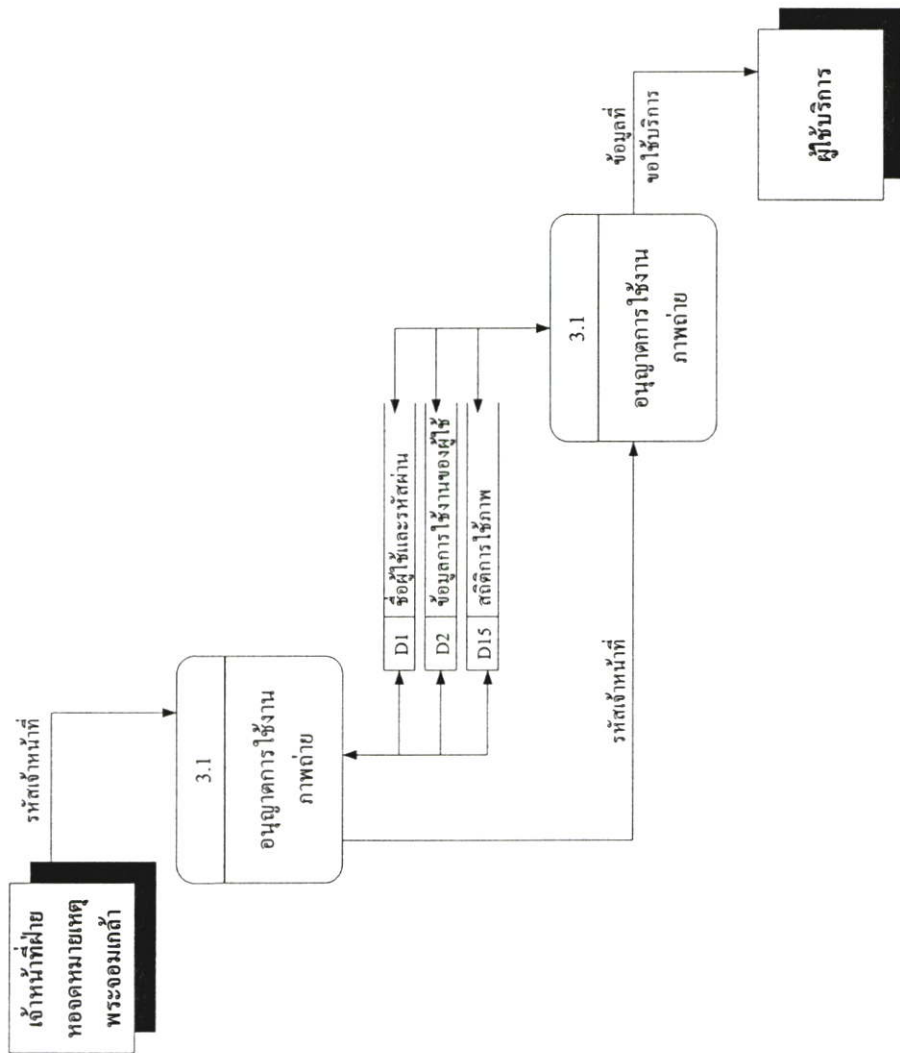 เจ้าหน้าที่ฝ่าย
หอจดหมายเหตุ
พระจอมเกล้า
รหัสเจ้าหน้าที่
3.1
อนุญาตการใช้งาน
ภาพถ่าย
D1 ชื่อผู้ใช้และรหัสผ่าน
D2 ข้อมูลการใช้งานของผู้ใช้
D15 สถิติการใช้ภาพ
รหัสเจ้าหน้าที่
3.1
อนุญาตการใช้งาน
ภาพถ่าย
ข้อมูลที่
ขอใช้บริการ
ผู้ใช้บริการ